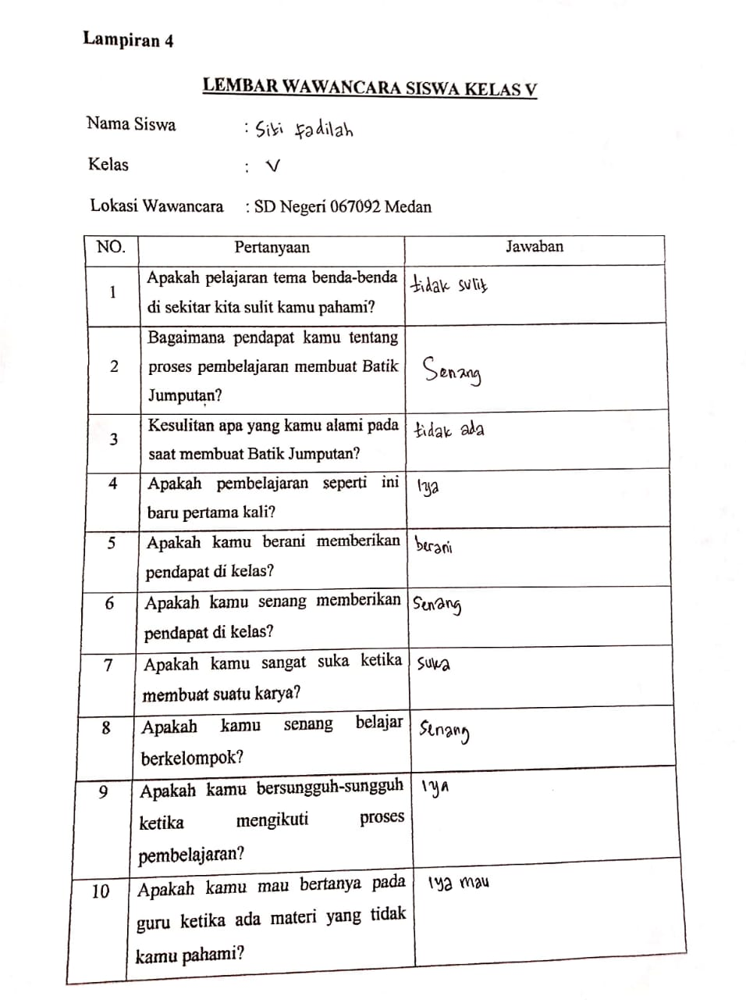 Lampiran 4
LEMBAR WAWANCARA SISWA KELAS V
Nama Siswa : Siti Fadilah
Kelas : V
Lokasi Wawancara : SD Negeri 067092 Medan
NO. Pertanyaan Jawaban
1 Apakah pelajaran tema benda-benda tidak sulit
di sekitar kita sulit kamu pahami?
Bagaimana pendapat kamu tentang
2 proses pembelajaran membuat Batik Senang
Jumputan?
3 Kesulitan apa yang kamu alami pada tidak ada
saat membuat Batik Jumputan?
4 Apakah pembelajaran seperti ini Iya
baru pertama kali?
5 Apakah kamu berani memberikan berani
pendapat di kelas?
6 Apakah kamu senang memberikan Senang
pendapat di kelas?
7 Apakah kamu sangat suka ketika suka
membuat suatu karya?
8 Apakah kamu senang belajar Senang
berkelompok?
9 Apakah kamu bersungguh-sungguh IyA
ketika mengikuti proses
pembelajaran?
10 Apakah kamu mau bertanya pada Iya mau
guru ketika ada materi yang tidak
kamu pahami?